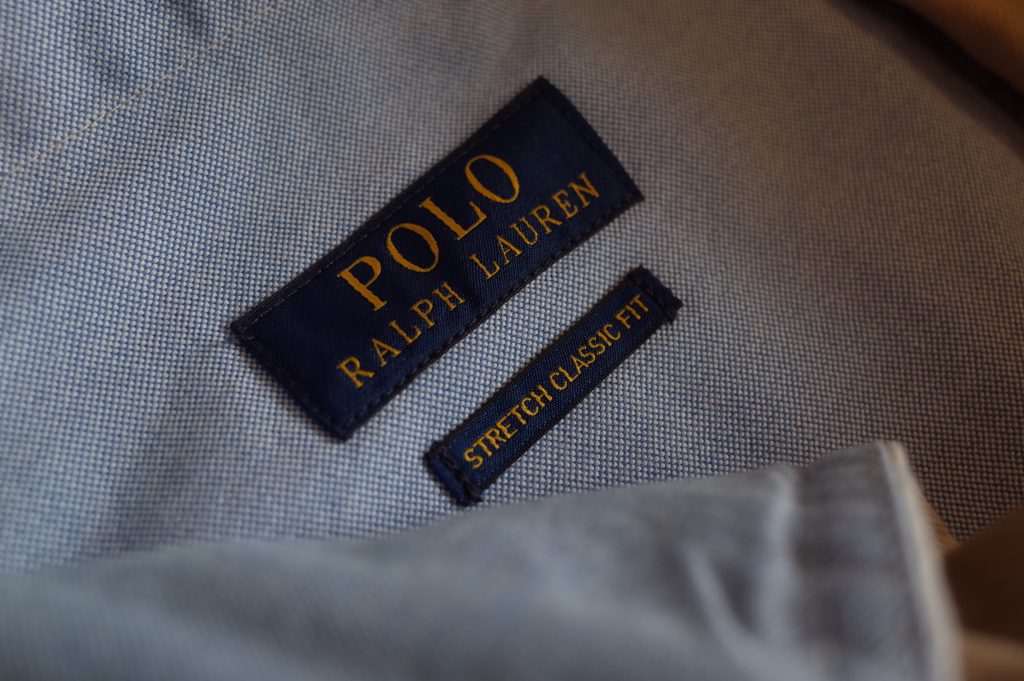 POLO
RALPH LAUREN
STRETCH CLASSIC FIT